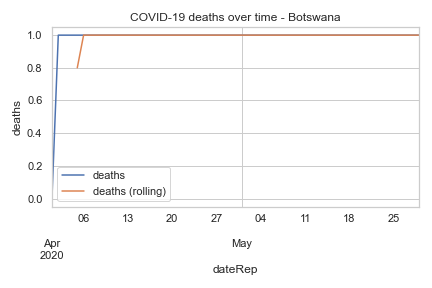 COVID-19 deaths over time - Botswana
deaths
1.0
0.8
0.6
0.4
0.2
0.0
deaths
deaths (rolling)
06 13 20 27 04 11 18 25
Apr May
2020
dateRep